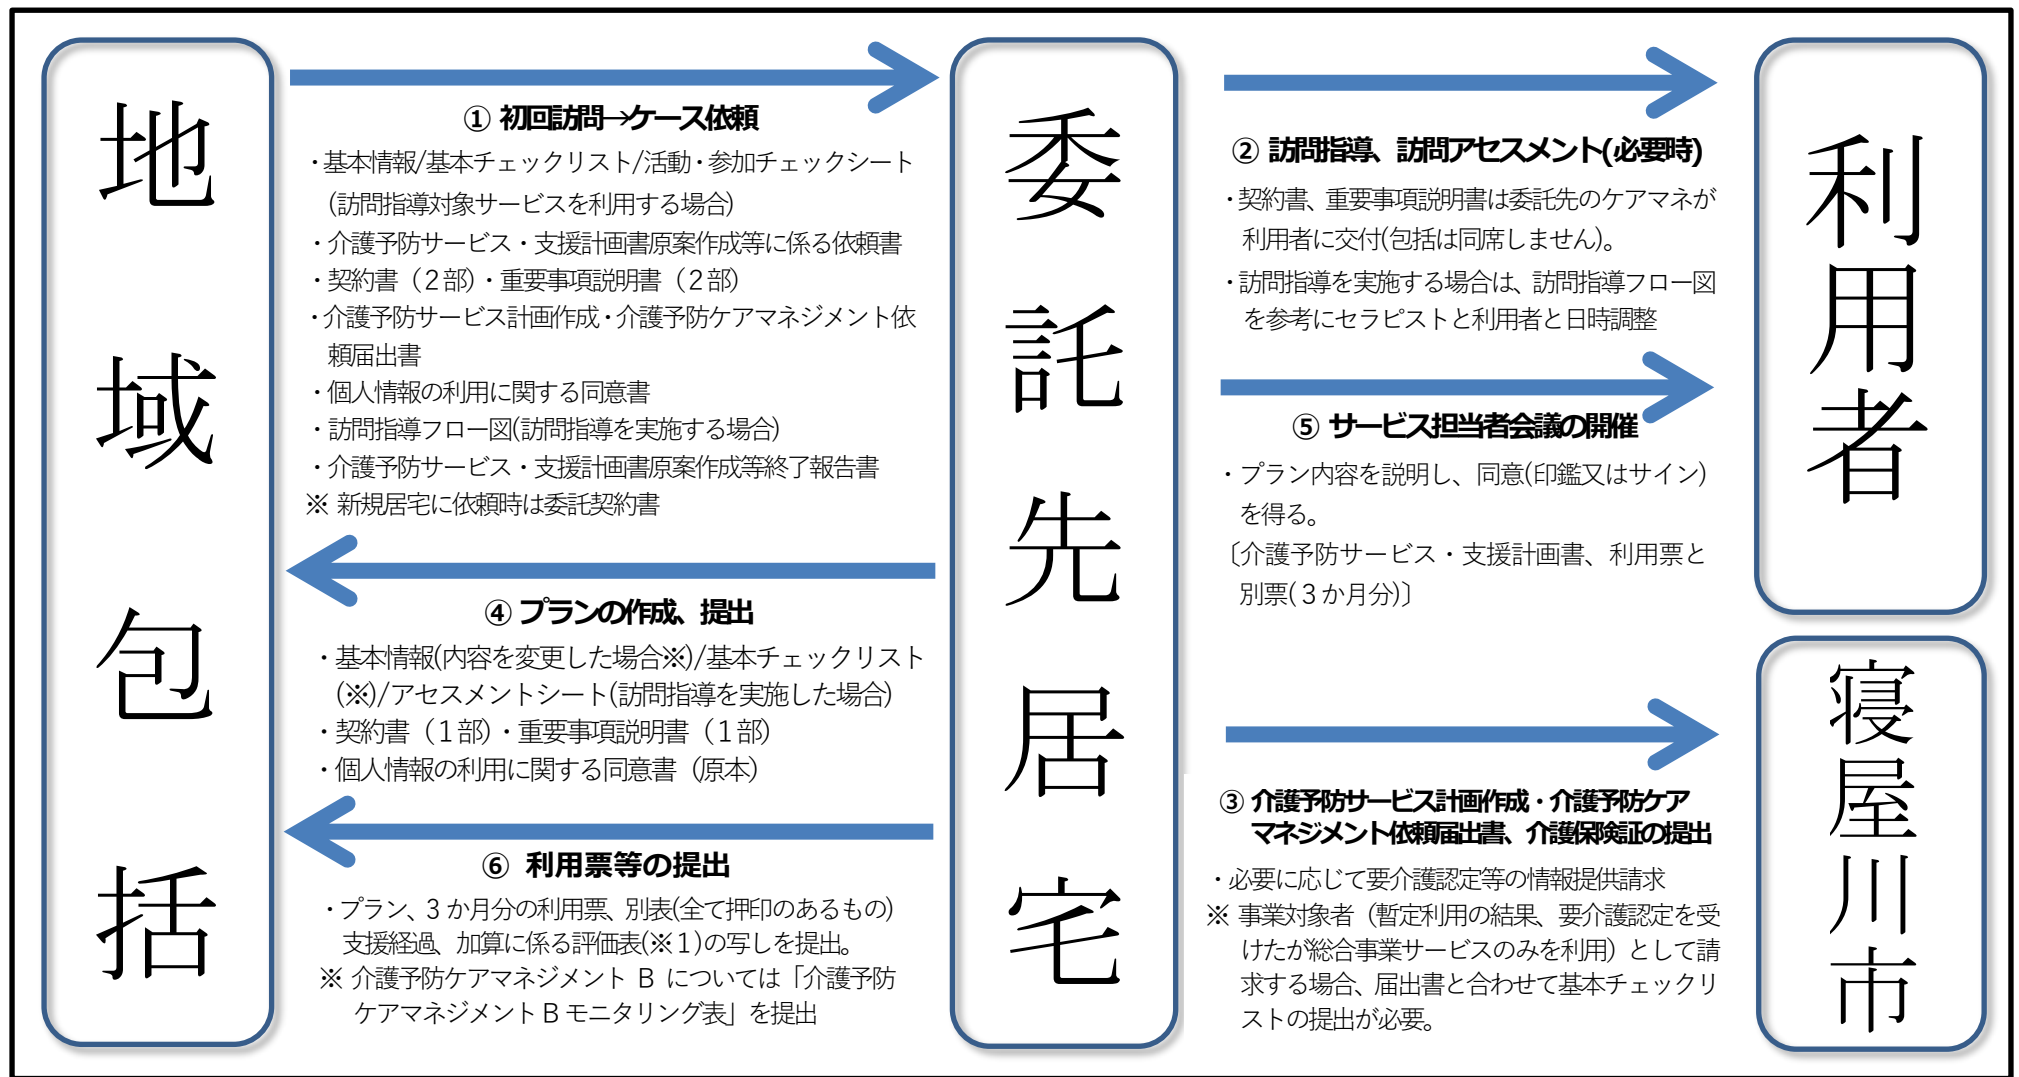 地域包括
① 初回訪問→ケース依頼
・基本情報/基本チェックリスト/活動・参加チェックシート
(訪問指導対象サービスを利用する場合)
・介護予防サービス・支援計画書原案作成等に係る依頼書
・契約書（２部）・重要事項説明書（２部）
・介護予防サービス計画作成・介護予防ケアマネジメント依
頼届出書
・個人情報の利用に関する同意書
・訪問指導フロー図(訪問指導を実施する場合)
・介護予防サービス・支援計画書原案作成等終了報告書
※ 新規居宅に依頼時は委託契約書
④ プランの作成、提出
・基本情報(内容を変更した場合※)/基本チェックリスト
(※)/アセスメントシート(訪問指導を実施した場合)
・契約書（１部）・重要事項説明書（１部）
・個人情報の利用に関する同意書（原本）
⑥ 利用票等の提出
・プラン、3 か月分の利用票、別表(全て押印のあるもの)
支援経過、加算に係る評価表(※１)の写しを提出。
※ 介護予防ケアマネジメント B については「介護予防
ケアマネジメント B モニタリング表」を提出
委託先居宅
② 訪問指導、訪問アセスメント(必要時)
・契約書、重要事項説明書は委託先のケアマネが
利用者に交付(包括は同席しません)。
・訪問指導を実施する場合は、訪問指導フロー図
を参考にセラピストと利用者と日時調整
⑤ サービス担当者会議の開催
・プラン内容を説明し、同意(印鑑又はサイン)
を得る。
〔介護予防サービス・支援計画書、利用票と
別票(３か月分)〕
③ 介護予防サービス計画作成・介護予防ケア
マネジメント依頼届出書、介護保険証の提出
・必要に応じて要介護認定等の情報提供請求
※ 事業対象者（暫定利用の結果、要介護認定を受
けたが総合事業サービスのみを利用）として請
求する場合、届出書と合わせて基本チェックリ
ストの提出が必要。
利用者
寝屋川市